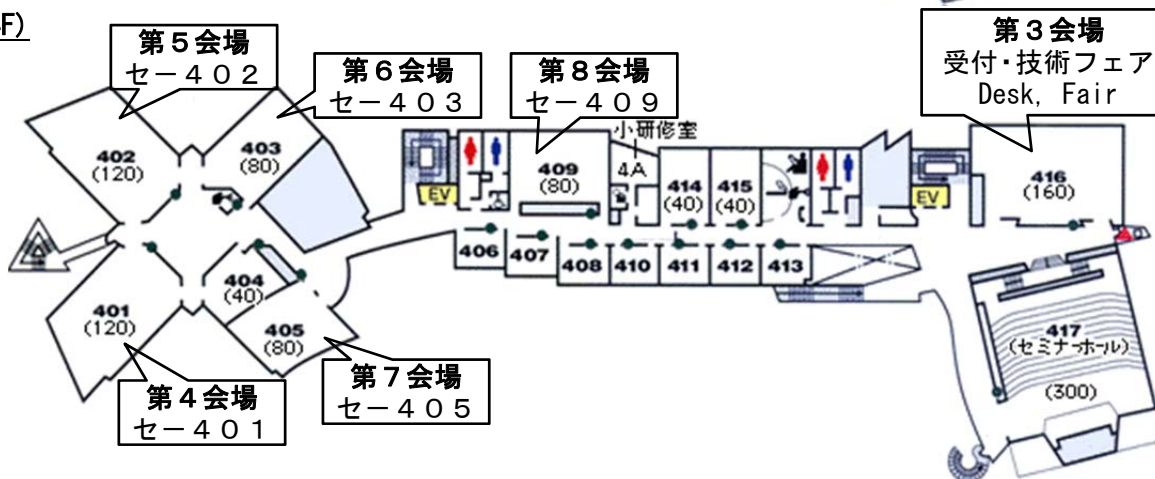 F)
第５会場
セ－４０２
第６会場
セ－４０３
第８会場
セ－４０９
第３会場
受付・技術フェア
Desk, Fair
小研修室
4A
402
(120)
403
(80)
409
(80)
414
(40)
415
(40)
416
(160)
EV
EV
406
407
408
410
411
412
413
404
(40)
401
(120)
405
(80)
417
(セミナーホール)
(300)
第４会場
セ－４０１
第７会場
セ－４０５